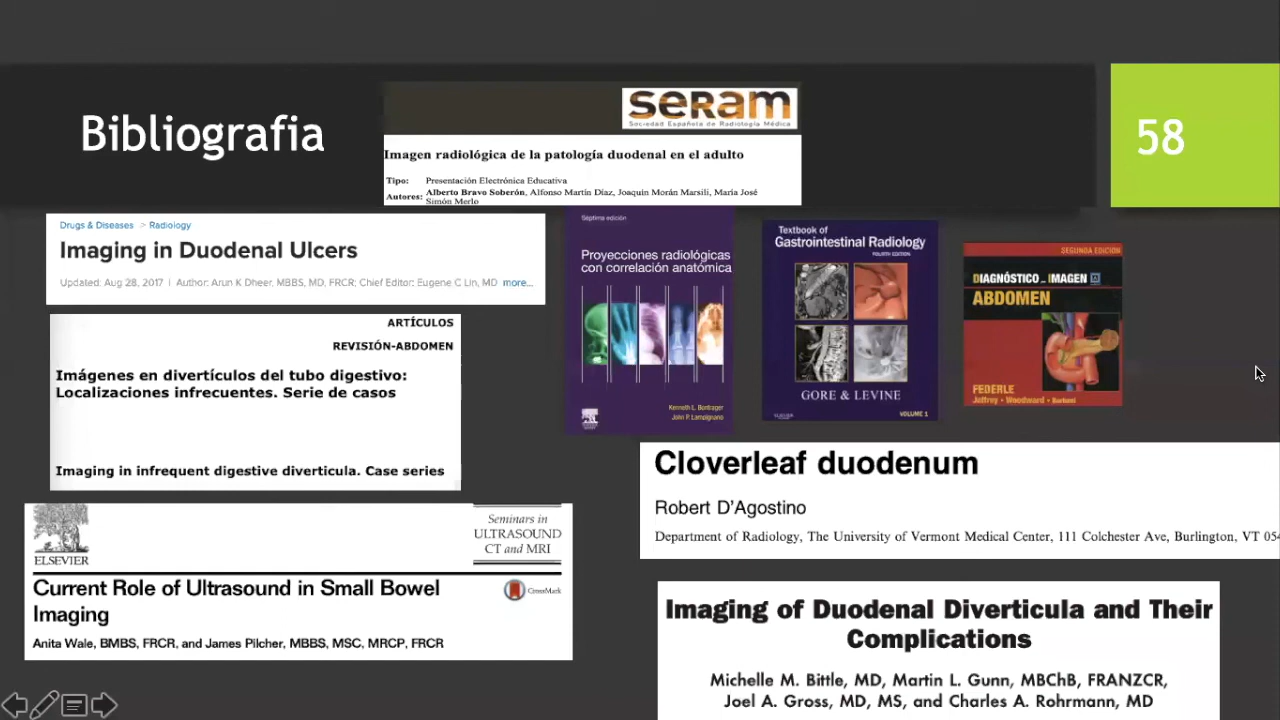 Bibliografia
58
seRam
Sociedad Española de Radiología Médica
Imagen radiológica de la patología duodenal en el adulto
Tipo: Presentación Electrónica Educativa
Autores: Alberto Bravo Soberón, Alfonso Martín Díaz, Joaquin Morán Marsili, María José
Simón Merlo
Drugs & Diseases > Radiology
Imaging in Duodenal Ulcers
Updated: Aug 28, 2017 | Author: Arun K Dheer, MBBS, MD, FRCR; Chief Editor: Eugene C Lin, MD more...
ARTÍCULOS
REVISIÓN-ABDOMEN
Imágenes en divertículos del tubo digestivo:
Localizaciones infrecuentes. Serie de casos
Imaging in infrequent digestive diverticula. Case series
Séptima edición
Proyecciones radiológicas
con correlación anatómica
Kenneth L. Bontrager
John P. Lampignano
Textbook of
Gastrointestinal Radiology
FOURTH EDITION
GORE & LEVINE
VOLUME 1
SEGUNDA EDICIÓN
DIAGNÓSTICO EN IMAGEN
ABDOMEN
FEDERLE
Jeffrey • Woodward • Borhani
ELSEVIER
Seminars in
ULTRASOUND
CT and MRI
Current Role of Ultrasound in Small Bowel
Imaging
CrossMark
Anita Wale, BMBS, FRCR, and James Pilcher, MBBS, MSC, MRCP, FRCR
Cloverleaf duodenum
Robert D'Agostino
Department of Radiology, The University of Vermont Medical Center, 111 Colchester Ave, Burlington, VT 054
Imaging of Duodenal Diverticula and Their
Complications
Michelle M. Bittle, MD, Martin L. Gunn, MBChB, FRANZCR,
Joel A. Gross, MD, MS, and Charles A. Rohrmann, MD